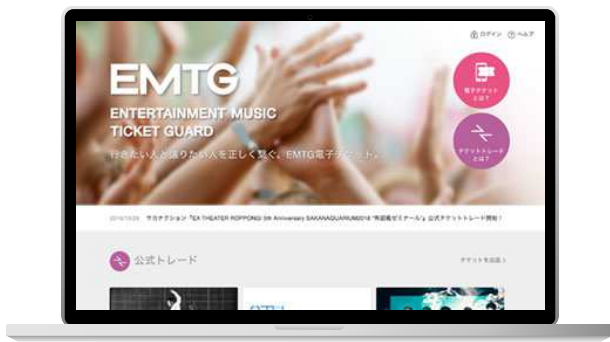 ログイン ヘルプ
EMTG
ENTERTAINMENT MUSIC
TICKET GUARD
行きたい人と譲りたい人を正しく繋ぐ。EMTG電子チケット。
電子チケット
とは？
チケットトレード
とは？
サカナクション『EX THEATER ROPPONGI 5th Anniversary SAKANAQUARIUM2018 "再起動ゼミナール"』公式チケットトレード開始！
公式トレード
チケットを出品